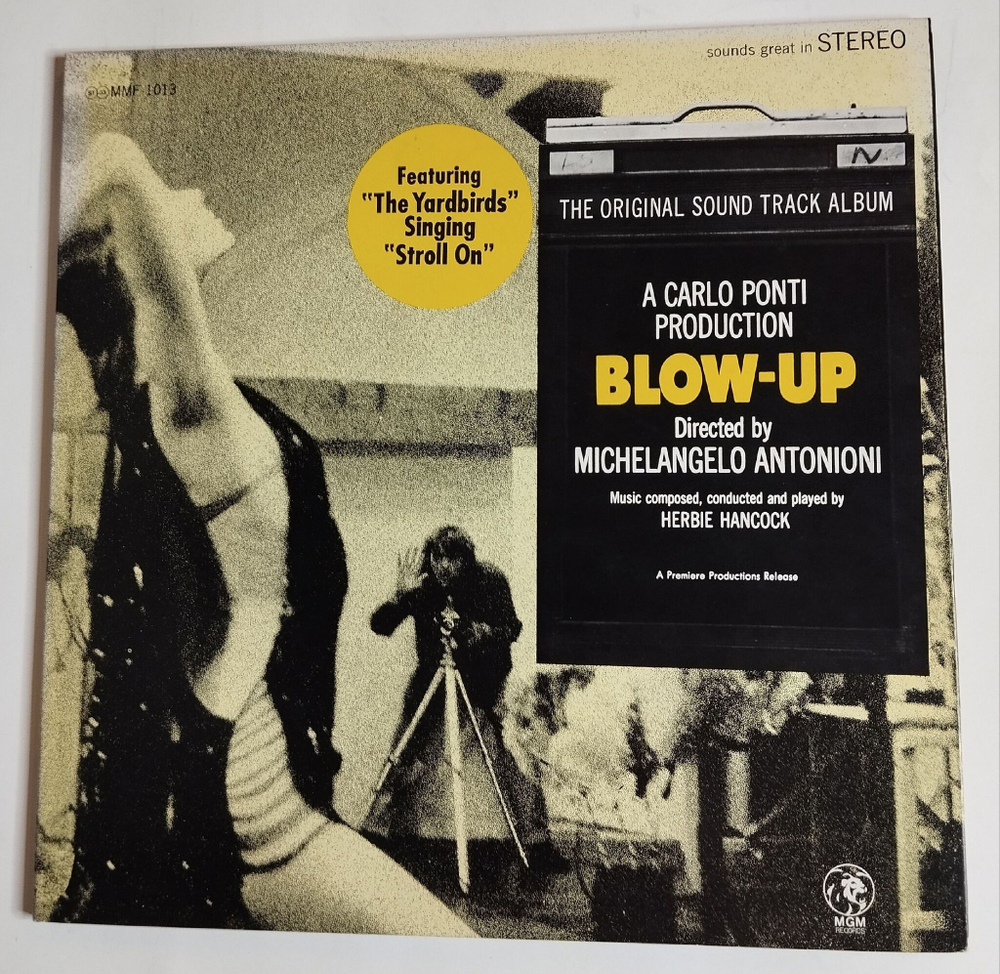 sounds great in STEREO
MMF 1013
N
Featuring
"The Yardbirds"
Singing
"Stroll On"
THE ORIGINAL SOUND TRACK ALBUM
A CARLO PONTI
PRODUCTION
BLOW-UP
Directed by
MICHELANGELO ANTONIONI
Music composed, conducted and played by
HERBIE HANCOCK
A Premiere Productions Release
MGM
RECORDS